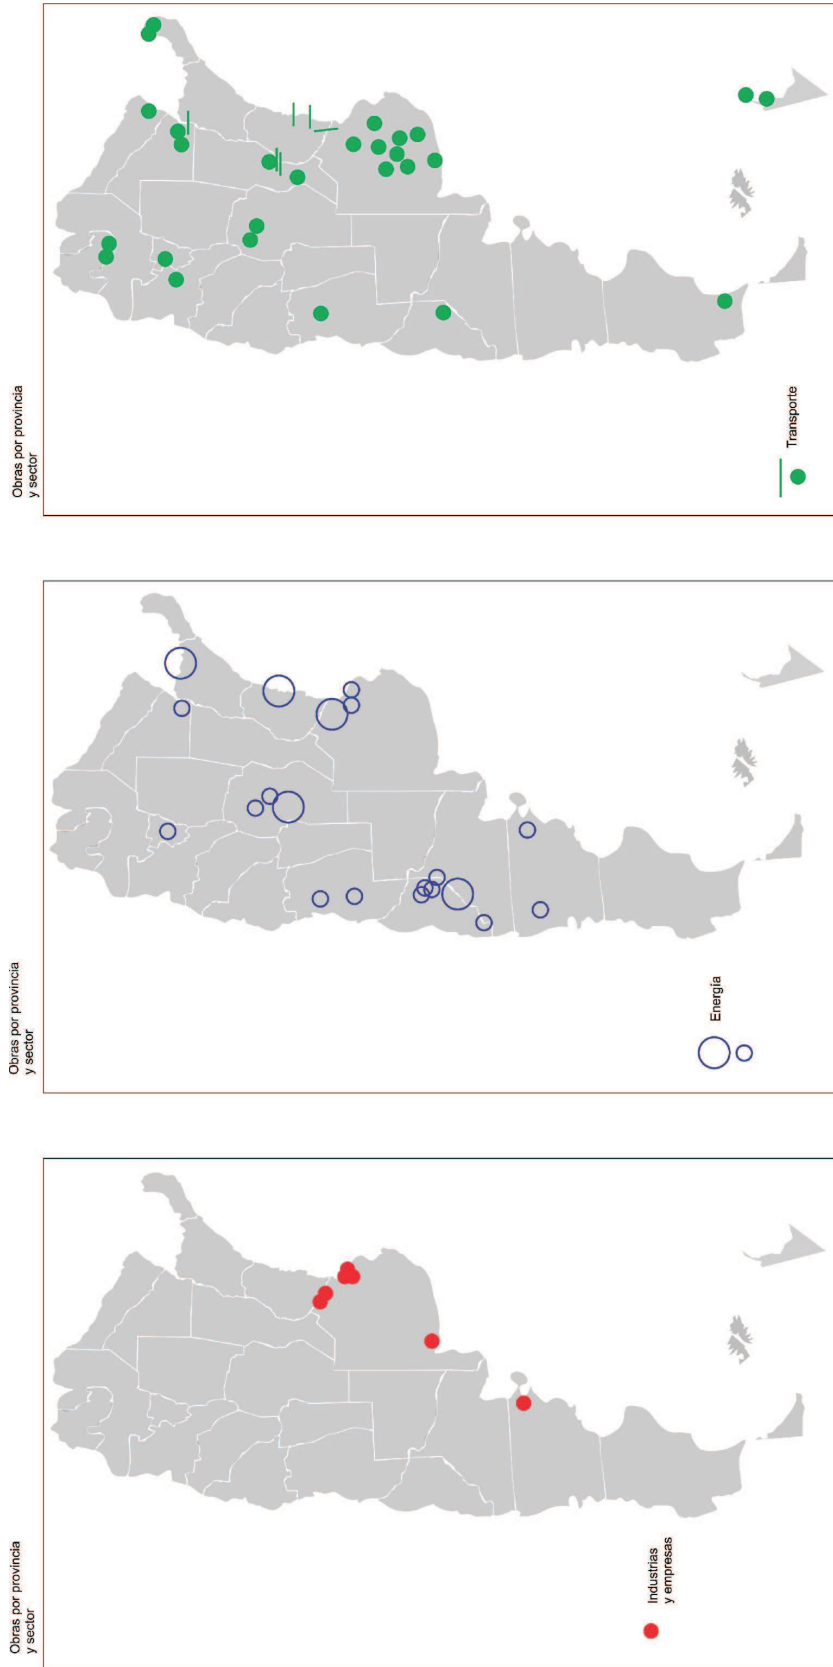 Obras por provincia
y sector
Industrias
y empresas
Obras por provincia
y sector
Energía
Obras por provincia
y sector
Transporte